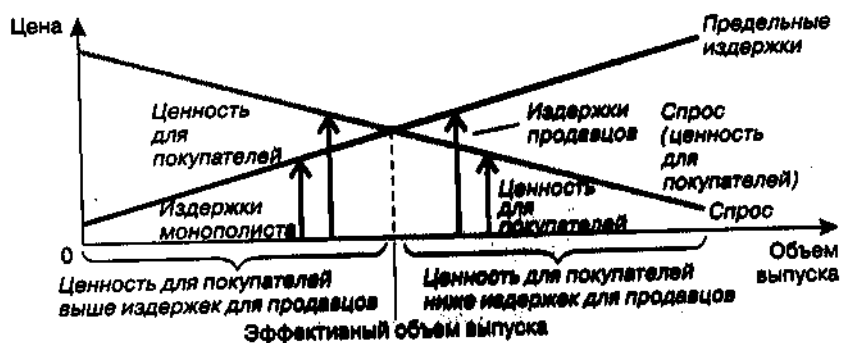 Цена
Предельные
издержки
Ценность
для
покупателей
Издержки
продавцов
Спрос
(ценность
для
покупателей)
Издержки
монополиста
Ценность
для
покупателей
Спрос
0
Объем
выпуска
Ценность для покупателей
выше издержек для продавцов
Ценность для покупателей
ниже издержек для продавцов
Эффективный объем выпуска